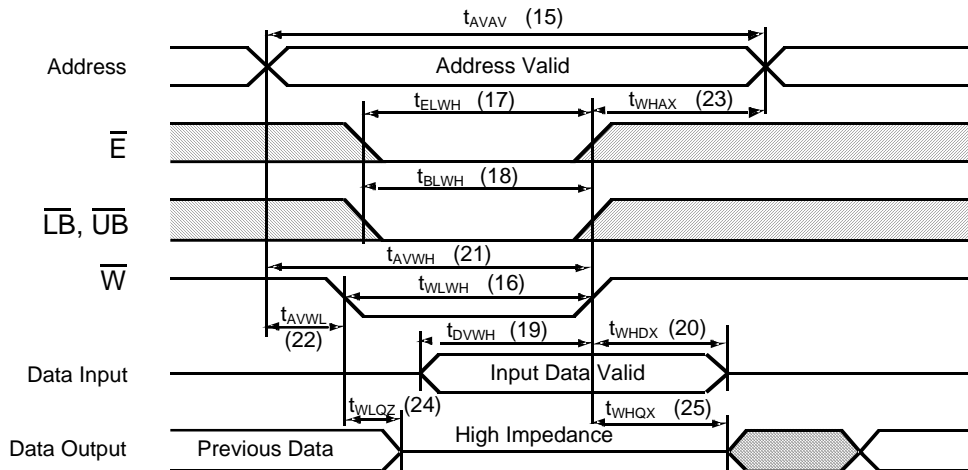 tAVAV (15)
Address
Address Valid
tELWH (17)
tWHAX (23)
E
tBLWH (18)
LB, UB
tAVWH (21)
W
tWLWH (16)
tAVWL
(22)
tDVWH (19)
tWHDX (20)
Data Input
Input Data Valid
tWLQZ (24)
tWHQX (25)
Data Output
Previous Data
High Impedance